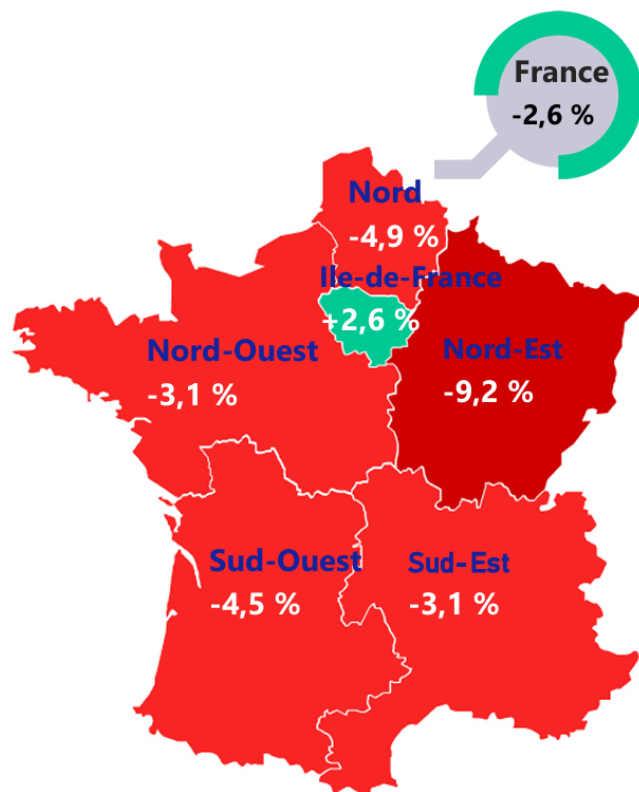 France
-2,6 %
Nord
-4,9 %
Ile-de-France
+2,6 %
Nord-Ouest
-3,1 %
Nord-Est
-9,2 %
Sud-Ouest
-4,5 %
Sud-Est
-3,1 %